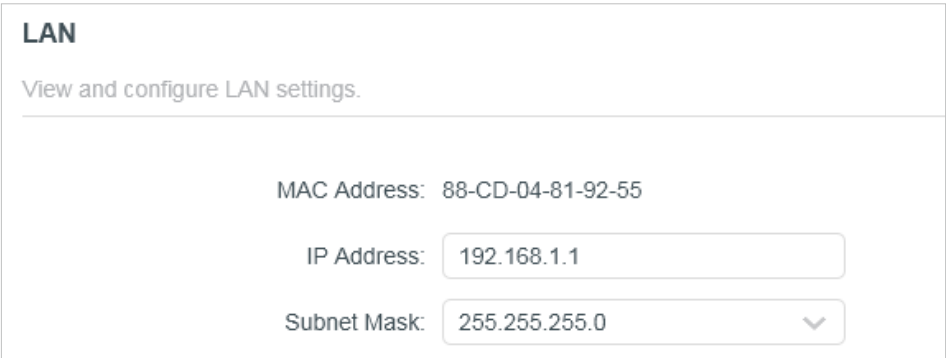 LAN
View and configure LAN settings.
MAC Address: 88-CD-04-81-92-55
IP Address: 192.168.1.1
Subnet Mask: 255.255.255.0